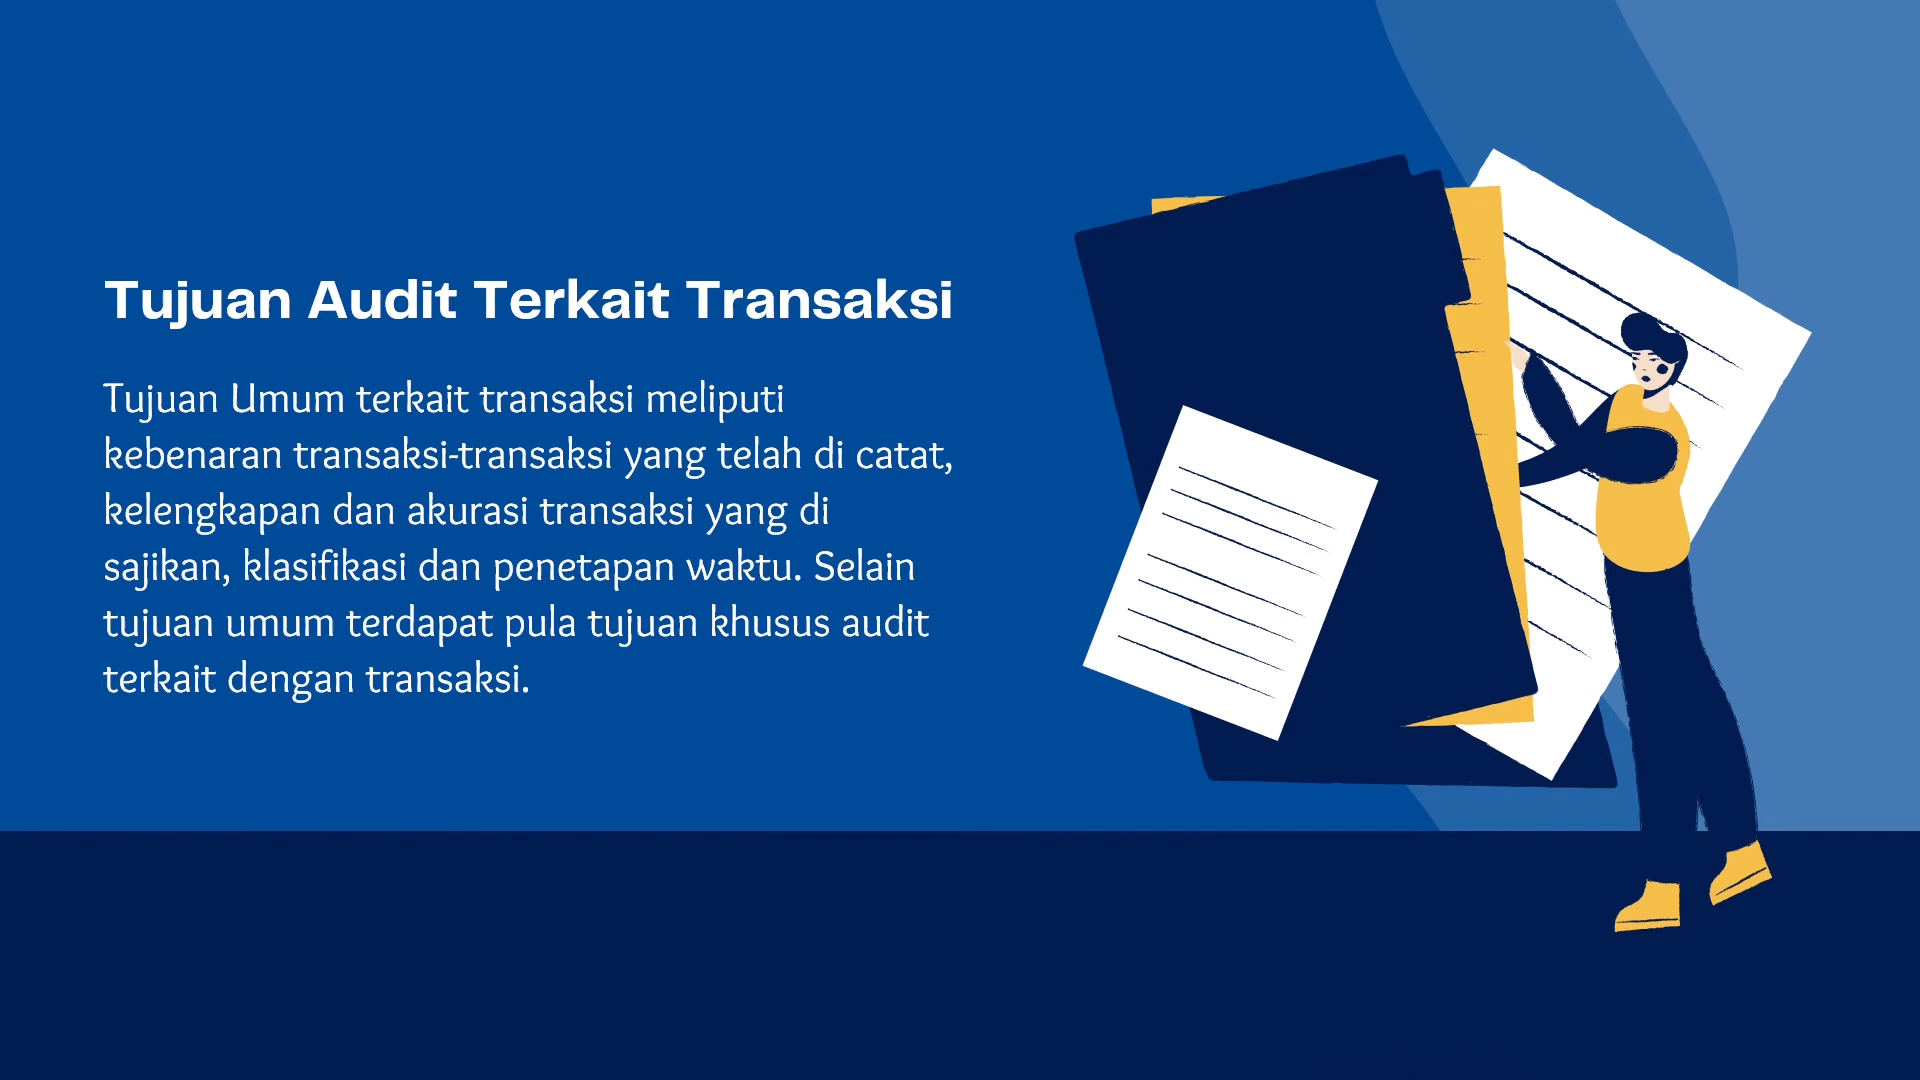 Tujuan Audit Terkait Transaksi
Tujuan Umum terkait transaksi meliputi
kebenaran transaksi-transaksi yang telah di catat,
kelengkapan dan akurasi transaksi yang di
sajikan, klasifikasi dan penetapan waktu. Selain
tujuan umum terdapat pula tujuan khusus audit
terkait dengan transaksi.